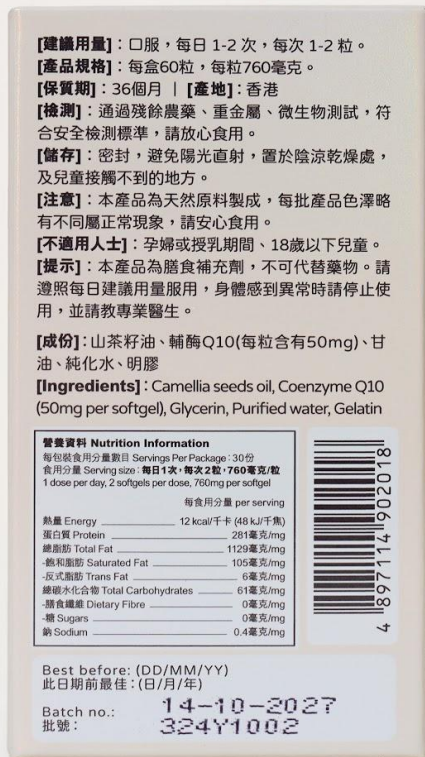 [建議用量]：口服，每日 1-2 次，每次 1-2 粒。
[產品規格]：每盒60粒，每粒760毫克。
[保質期]：36個月 | [產地]：香港
[檢測]：通過殘餘農藥、重金屬、微生物測試，符
合安全檢測標準，請放心食用。
[儲存]：密封，避免陽光直射，置於陰涼乾燥處，
及兒童接觸不到的地方。
[注意]：本產品為天然原料製成，每批產品色澤略
有不同屬正常現象，請安心食用。
[不適用人士]：孕婦或授乳期間、18歲以下兒童。
[提示]：本產品為膳食補充劑，不可代替藥物。請
遵照每日建議用量服用，身體感到異常時請停止使
用，並請教專業醫生。
[成份]：山茶籽油、輔酶Q10(每粒含有50mg)、甘
油、純化水、明膠
[Ingredients]：Camellia seeds oil, Coenzyme Q10
(50mg per softgel), Glycerin, Purified water, Gelatin
營養資料 Nutrition Information
每包裝食用分量數目 Servings Per Package：30份
食用分量 Serving size：每日1次，每次2粒，760毫克/粒
1 dose per day, 2 softgels per dose, 760mg per softgel
每食用分量 per serving
熱量 Energy 12 kcal/千卡 (48 kJ/千焦)
蛋白質 Protein 281毫克/mg
總脂肪 Total Fat 1129毫克/mg
-飽和脂肪 Saturated Fat 105毫克/mg
-反式脂肪 Trans Fat 6毫克/mg
總碳水化合物 Total Carbohydrates 61毫克/mg
-膳食纖維 Dietary Fibre 0毫克/mg
-糖 Sugars 0毫克/mg
鈉 Sodium 0.4毫克/mg
4 897114 902018
Best before: (DD/MM/YY)
此日期前最佳：(日/月/年)
14-10-2027
Batch no.:
批號：
324Y1002